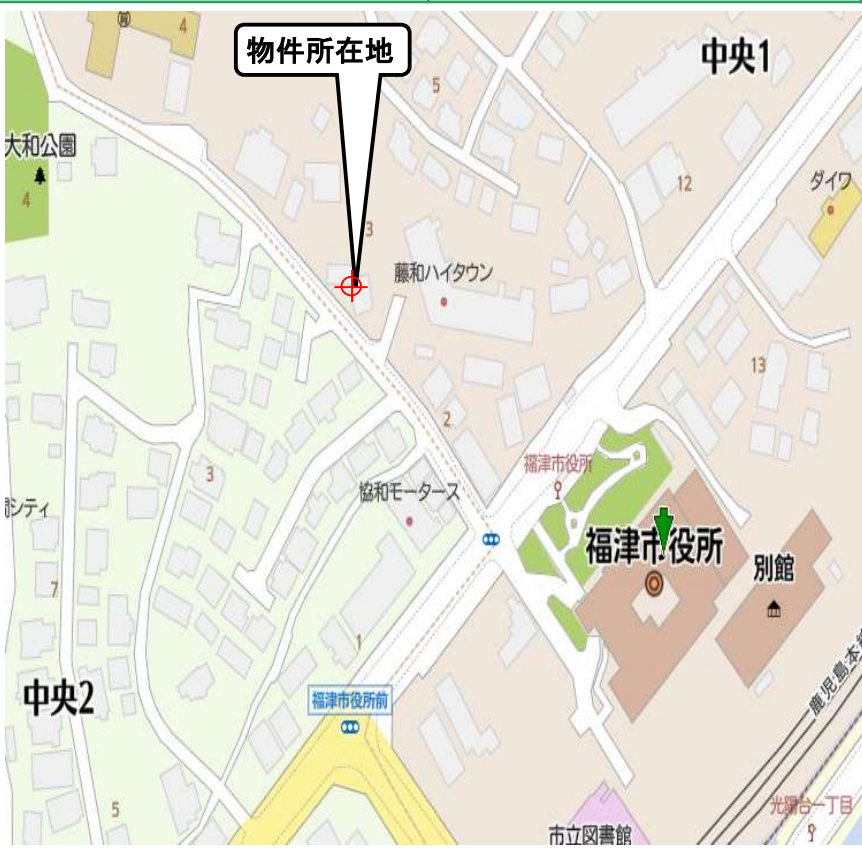 4
物件所在地
中央1
5
大和公園
4
12
ダイワ
3
藤和ハイタウン
13
2
福津市役所
3
協和モータース
シティ
福津市役所
別館
7
1
中央2
福津市役所前
鹿児島本線
5
光陽台一丁目
市立図書館